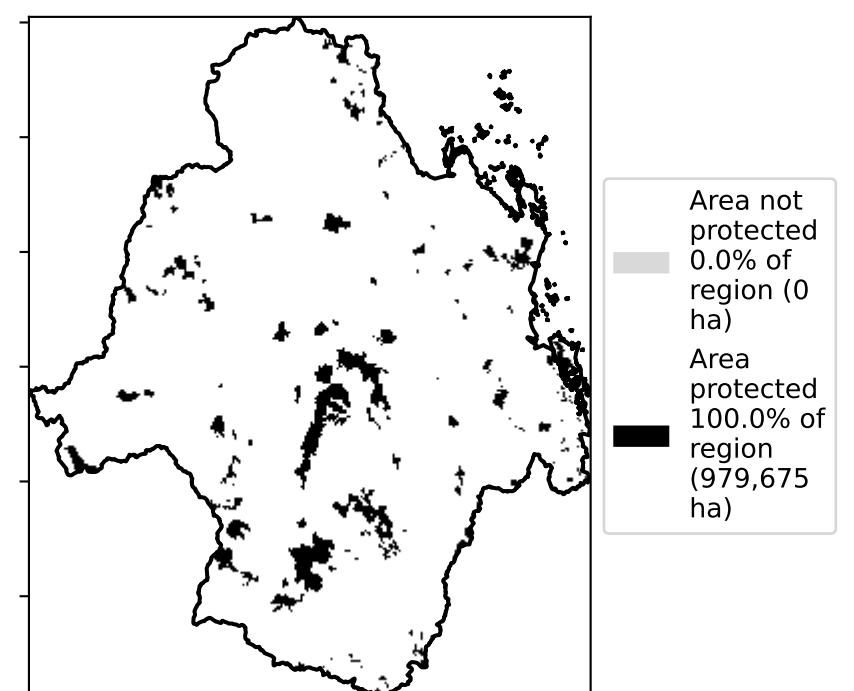 Area not
protected
0.0% of
region (0
ha)
Area
protected
100.0% of
region
(979,675
ha)